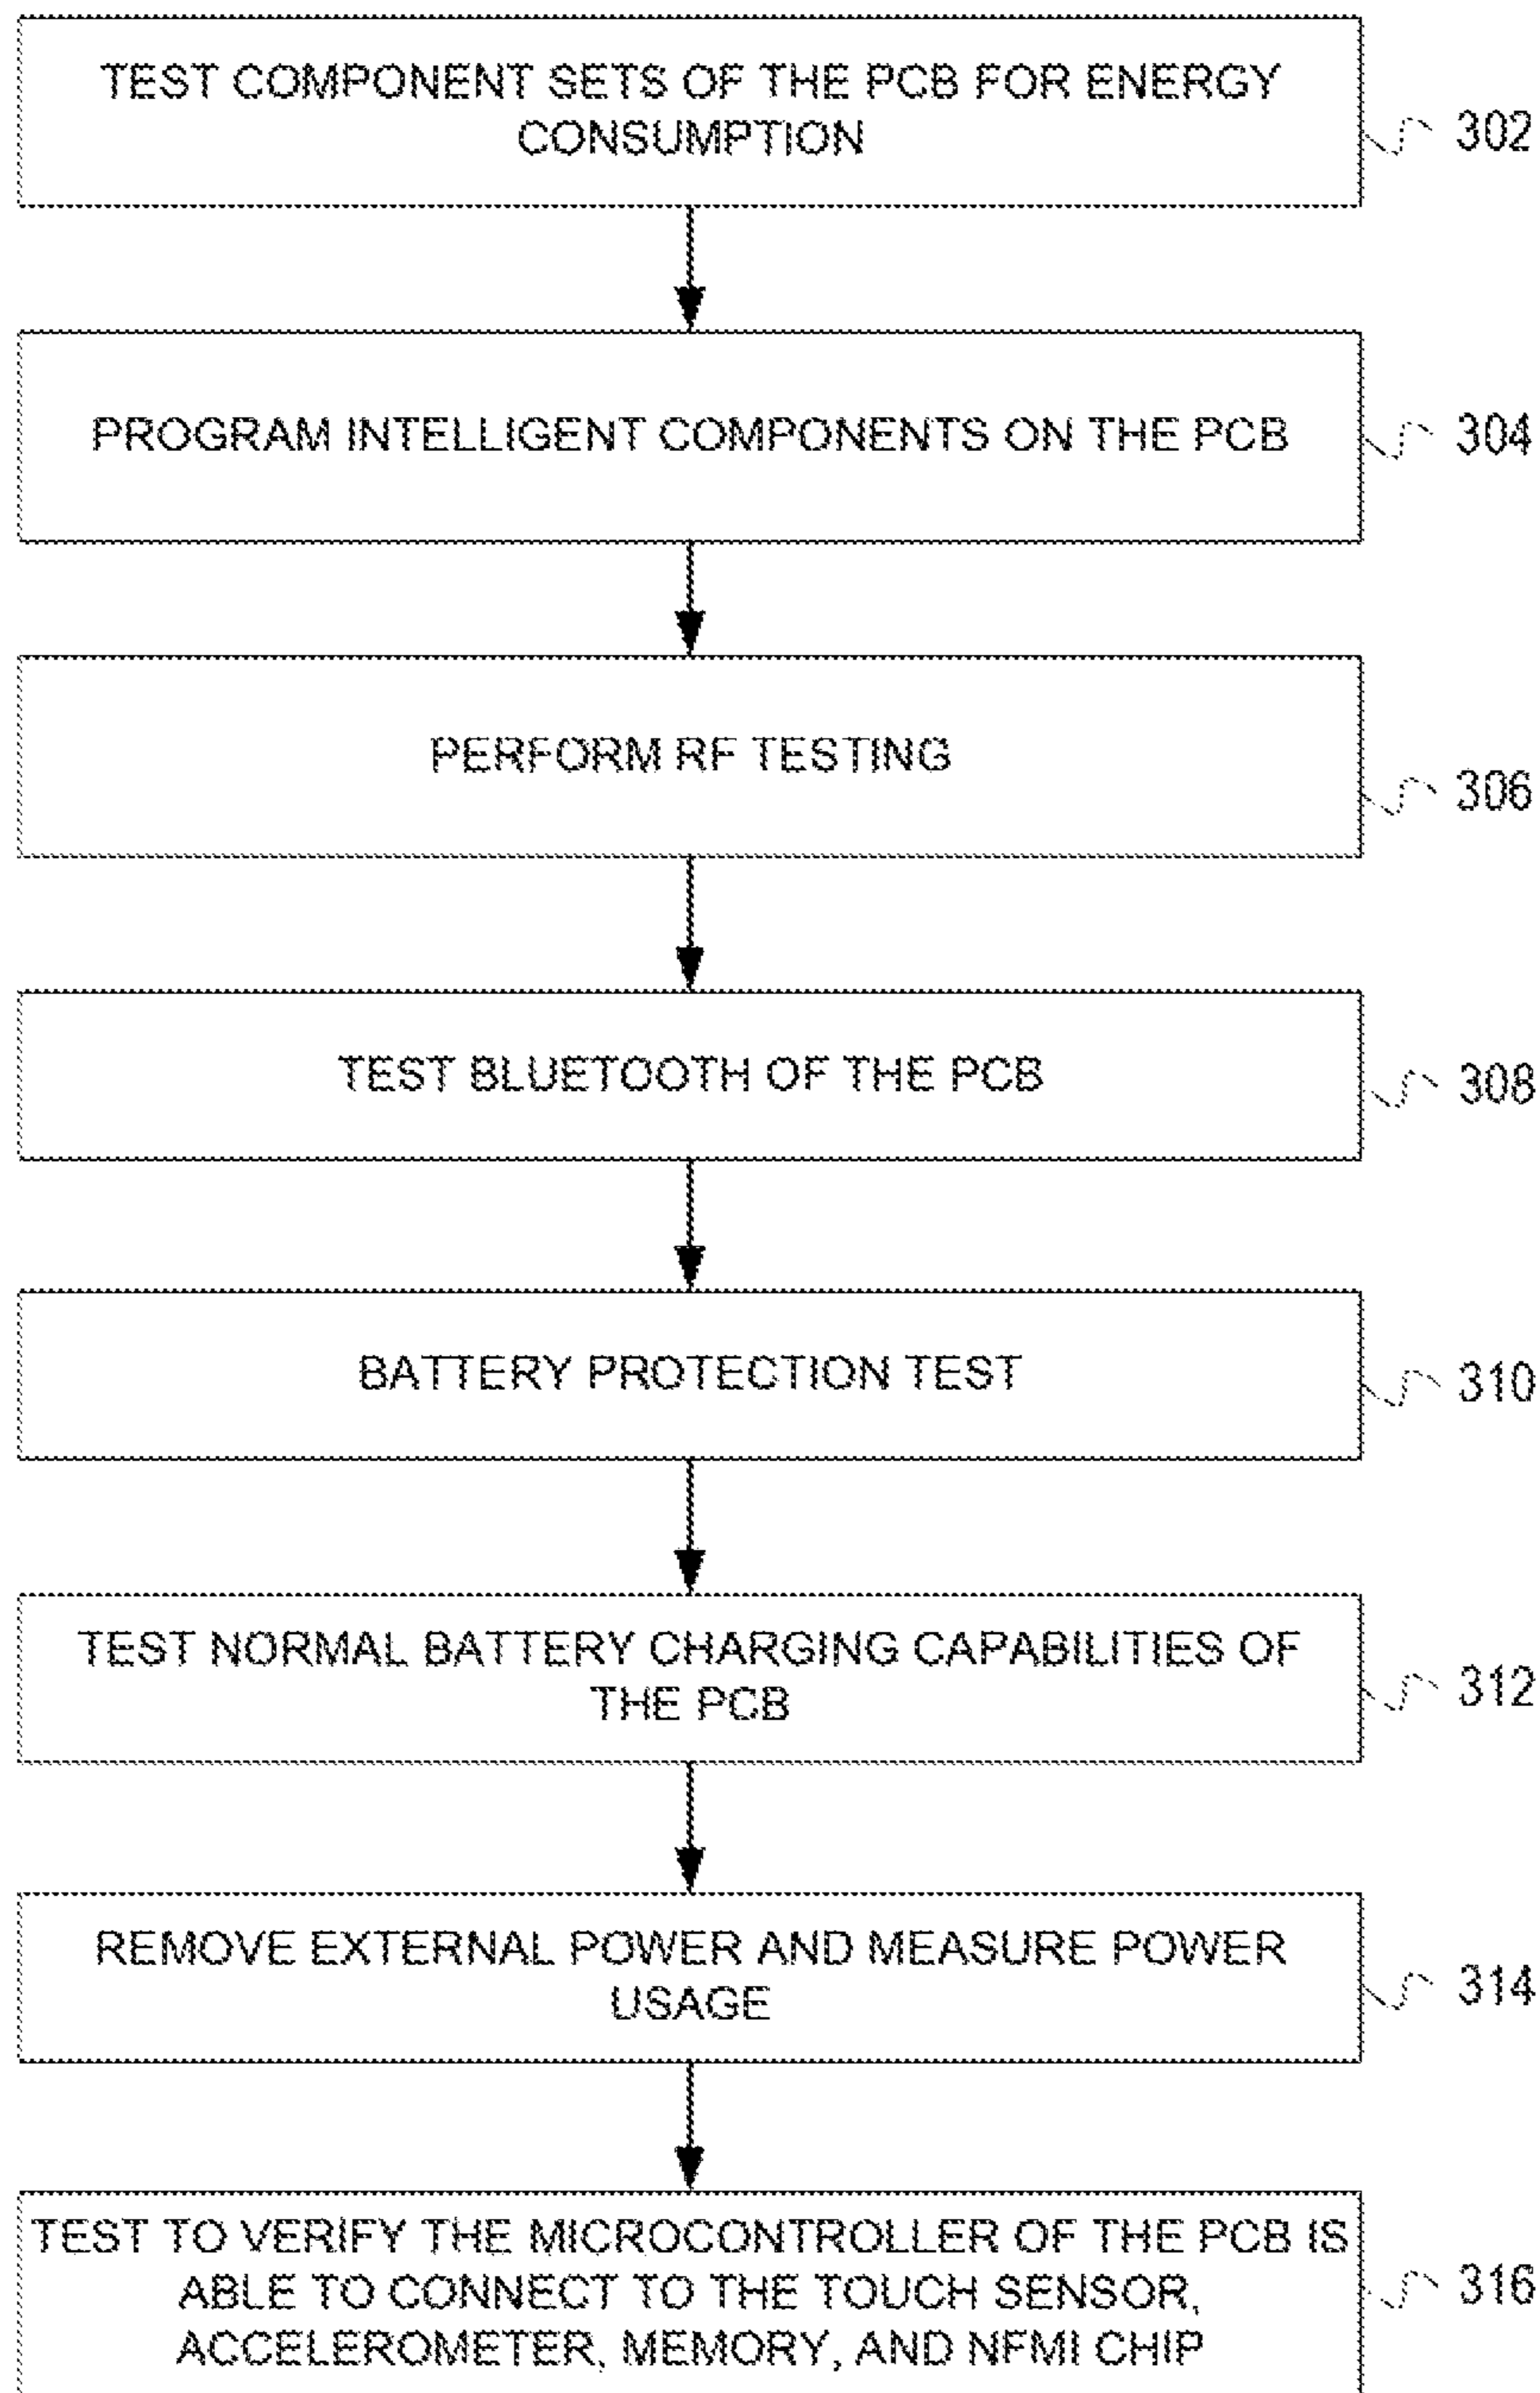 TEST COMPONENT SETS OF THE PCB FOR ENERGY
CONSUMPTION
302
PROGRAM INTELLIGENT COMPONENTS ON THE PCB
304
PERFORM RF TESTING
306
TEST BLUETOOTH OF THE PCB
308
BATTERY PROTECTION TEST
310
TEST NORMAL BATTERY CHARGING CAPABILITIES OF
THE PCB
312
REMOVE EXTERNAL POWER AND MEASURE POWER
USAGE
314
TEST TO VERIFY THE MICROCONTROLLER OF THE PCB IS
ABLE TO CONNECT TO THE TOUCH SENSOR,
ACCELEROMETER, MEMORY, AND NFMI CHIP
316